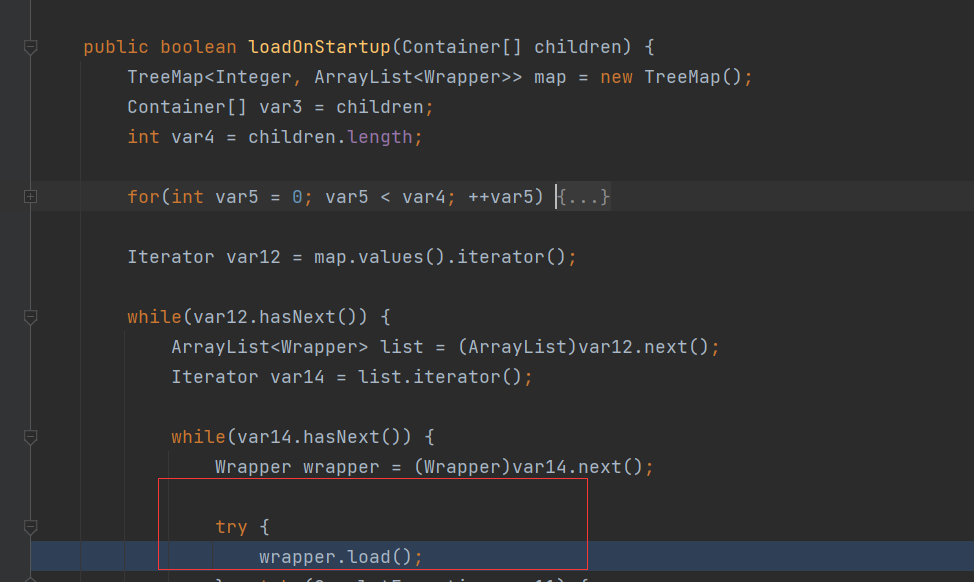 public boolean loadOnStartup(Container[] children) {
TreeMap<Integer, ArrayList<Wrapper>> map = new TreeMap();
Container[] var3 = children;
int var4 = children.length;
for(int var5 = 0; var5 < var4; ++var5) {...}
Iterator var12 = map.values().iterator();
while(var12.hasNext()) {
ArrayList<Wrapper> list = (ArrayList)var12.next();
Iterator var14 = list.iterator();
while(var14.hasNext()) {
Wrapper wrapper = (Wrapper)var14.next();
try {
wrapper.load();